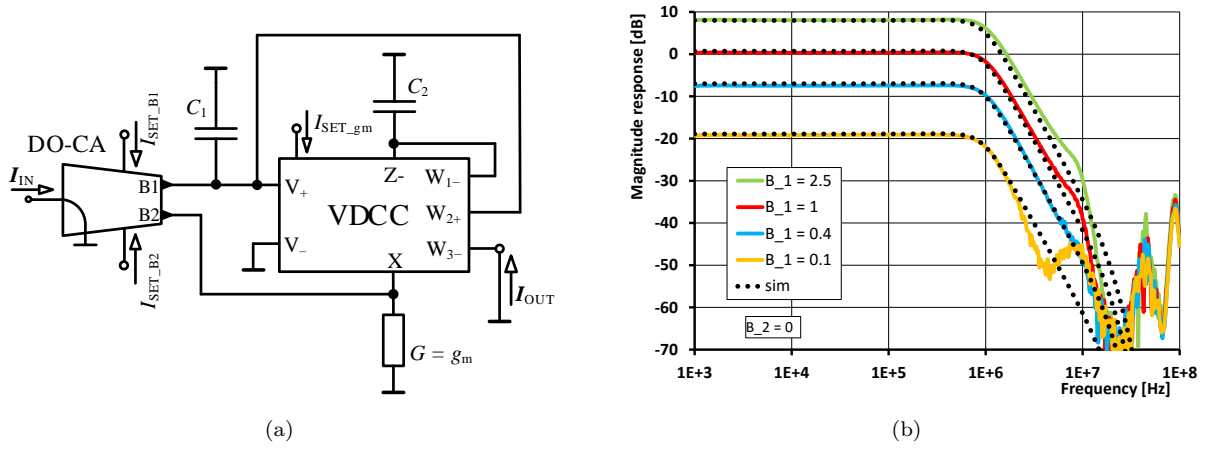 DO-CA
I_IN
I_SET_B1
I_SET_B2
B1
B2
C_1
I_SET_gm
C_2
V_+
V_–
Z-
VDCC
X
W_1–
W_2+
W_3–
I_OUT
G = g_m
(a)
Magnitude response [dB]
10
0
-10
-20
-30
-40
-50
-60
-70
B_1 = 2.5
B_1 = 1
B_1 = 0.4
B_1 = 0.1
sim
B_2 = 0
1E+3 1E+4 1E+5 1E+6 1E+7 1E+8
Frequency [Hz]
(b)